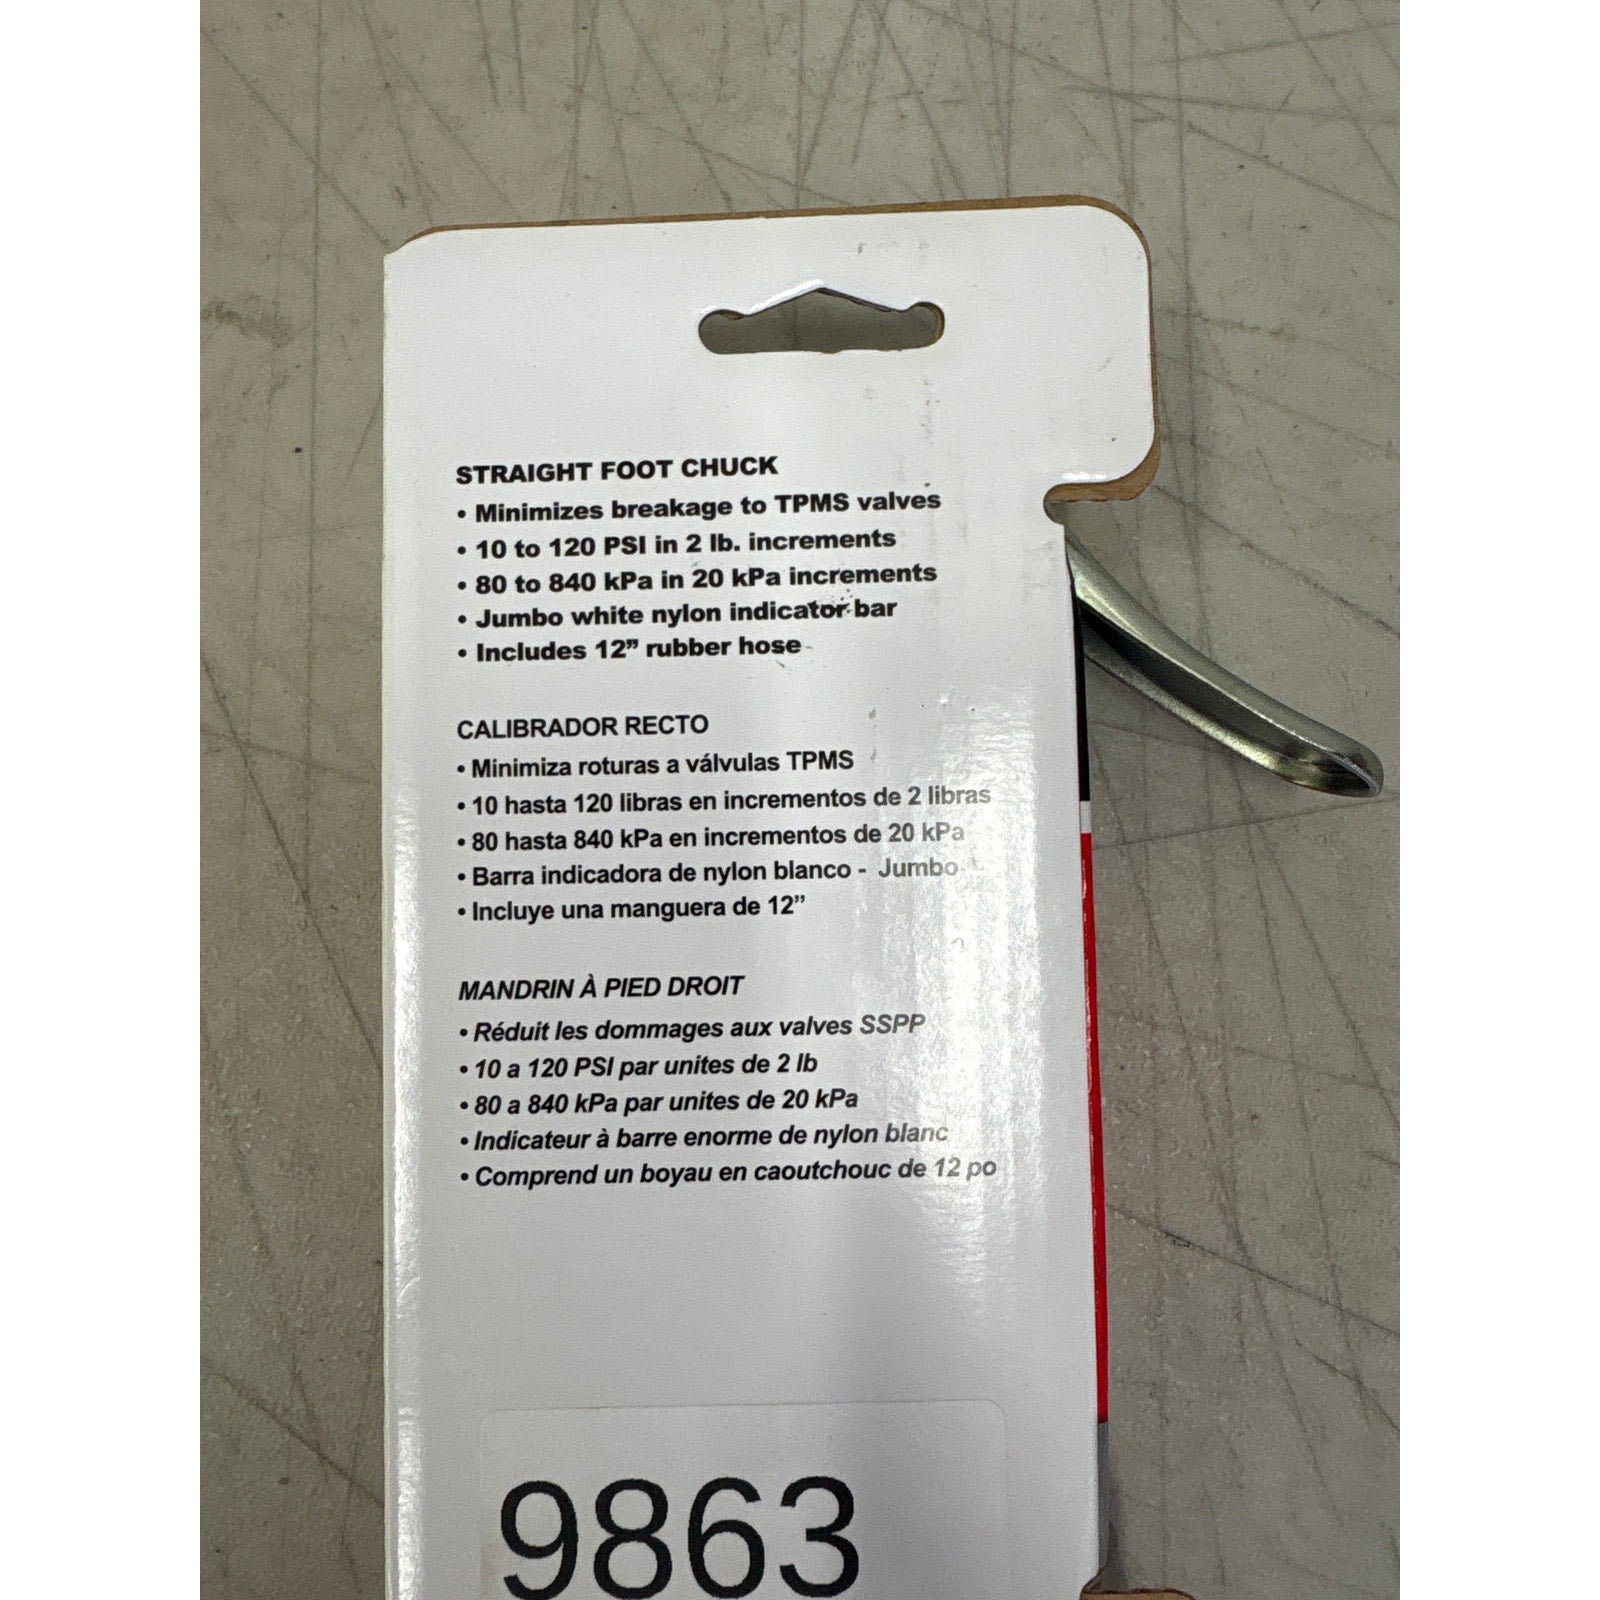 STRAIGHT FOOT CHUCK
• Minimizes breakage to TPMS valves
• 10 to 120 PSI in 2 lb. increments
• 80 to 840 kPa in 20 kPa increments
• Jumbo white nylon indicator bar
• Includes 12” rubber hose
CALIBRADOR RECTO
• Minimiza roturas a válvulas TPMS
• 10 hasta 120 libras en incrementos de 2 libras
• 80 hasta 840 kPa en incrementos de 20 kPa
• Barra indicadora de nylon blanco - Jumbo
• Incluye una manguera de 12”
MANDRIN À PIED DROIT
• Réduit les dommages aux valves SSPP
• 10 a 120 PSI par unites de 2 lb
• 80 a 840 kPa par unites de 20 kPa
• Indicateur à barre enorme de nylon blanc
• Comprend un boyau en caoutchouc de 12 po
9863